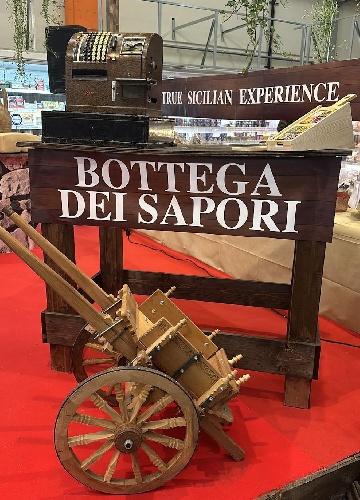 TRUE SICILIAN EXPERIENCE
BOTTEGA
DEI SAPORI